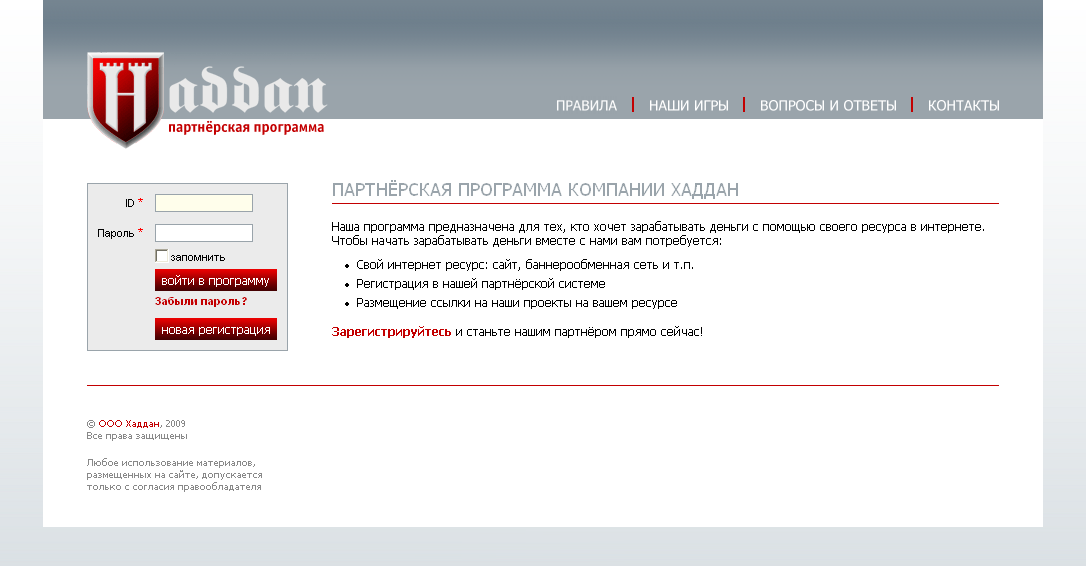 Haddan
партнёрская программа
ПРАВИЛА
НАШИ ИГРЫ
ВОПРОСЫ И ОТВЕТЫ
КОНТАКТЫ
ID *
Пароль *
запомнить
войти в программу
Забыли пароль?
новая регистрация
ПАРТНЁРСКАЯ ПРОГРАММА КОМПАНИИ ХАДДАН
Наша программа предназначена для тех, кто хочет зарабатывать деньги с помощью своего ресурса в интернете.
Чтобы начать зарабатывать деньги вместе с нами вам потребуется:
• Свой интернет ресурс: сайт, баннерообменная сеть и т.п.
• Регистрация в нашей партнёрской системе
• Размещение ссылки на наши проекты на вашем ресурсе
Зарегистрируйтесь и станьте нашим партнёром прямо сейчас!
© ООО Хаддан, 2009
Все права защищены
Любое использование материалов,
размещенных на сайте, допускается
только с согласия правообладателя